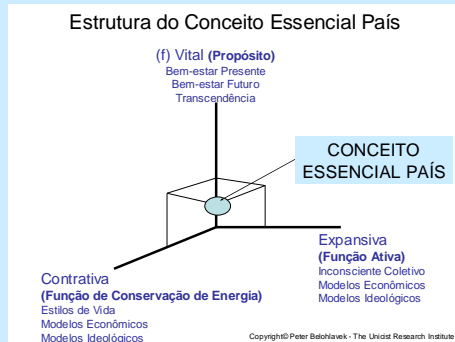 Estrutura do Conceito Essencial País
(f) Vital (Propósito)
Bem-estar Presente
Bem-estar Futuro
Transcendência
CONCEITO
ESSENCIAL PAÍS
Expansiva
(Função Ativa)
Inconsciente Coletivo
Modelos Econômicos
Modelos Ideológicos
Contrativa
(Função de Conservação de Energia)
Estilos de Vida
Modelos Econômicos
Modelos Ideológicos
Copyright© Peter Belohlavek - The Unicist Research Institute